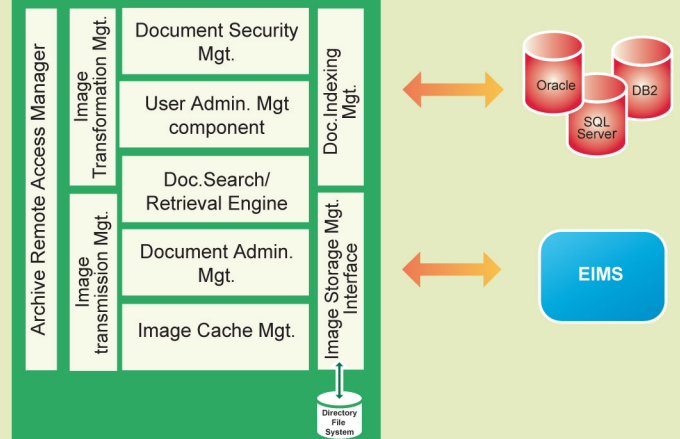 Archive Remote Access Manager
Image
Transformation Mgt.
Image
transmission Mgt.
Document Security
Mgt.
User Admin. Mgt
component
Doc.Search/
Retrieval Engine
Document Admin.
Mgt.
Image Cache Mgt.
Doc.Indexing
Mgt.
Image Storage Mgt.
Interface
Directory
File
System
Oracle
SQL
Server
DB2
EIMS